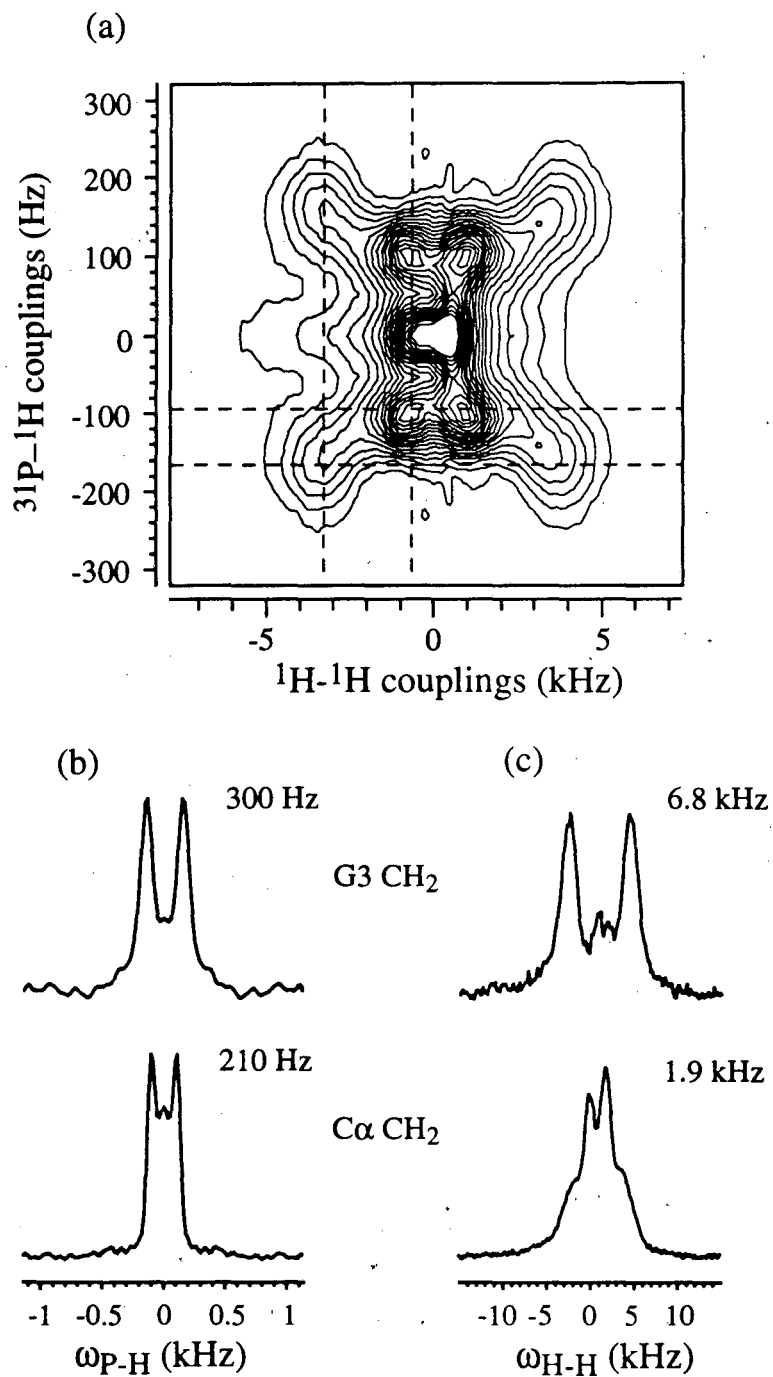 (a)
300
200
100
0
-100
-200
-300
31P–1H couplings (Hz)
-5 0 5
1H-1H couplings (kHz)
(b) (c)
300 Hz 6.8 kHz
G3 CH2
210 Hz 1.9 kHz
Cα CH2
-1 -0.5 0 0.5 1
-10 -5 0 5 10
ωP-H (kHz) ωH-H (kHz)